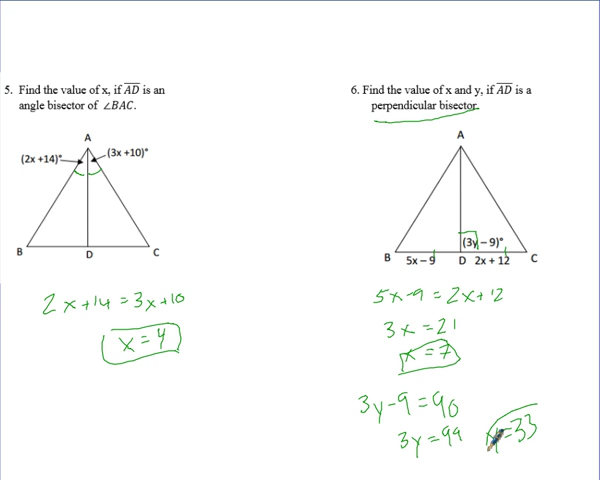 5. Find the value of x, if AD is an
angle bisector of ∠BAC.
A
(2x +14)°
(3x +10)°
B
D
C
2x+14=3x+10
x=4
6. Find the value of x and y, if AD is a
perpendicular bisector.
A
(3y – 9)°
B
5x – 9
D
2x + 12
C
5x-9=2x+12
3x=21
x=7
3y-9=90
3y=99
y=33